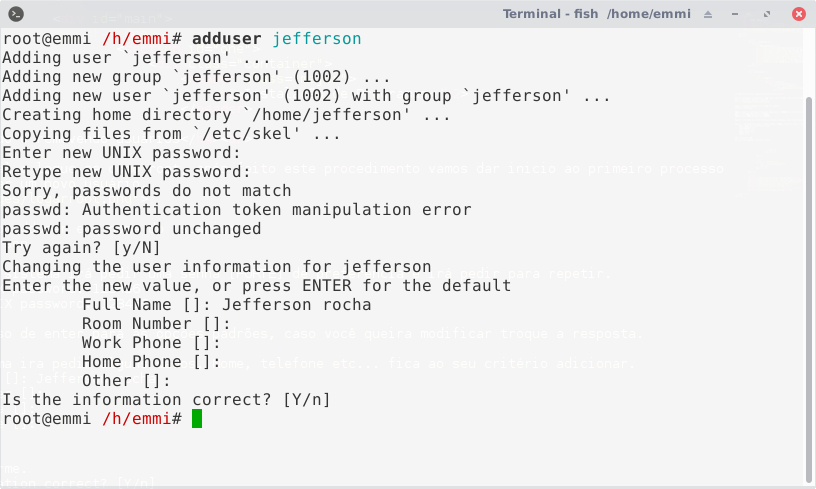 Terminal - fish /home/emmi
root@emmi /h/emmi# adduser jefferson
Adding user `jefferson' ...
Adding new group `jefferson' (1002) ...
Adding new user `jefferson' (1002) with group `jefferson' ...
Creating home directory `/home/jefferson' ...
Copying files from `/etc/skel' ...
Enter new UNIX password:
Retype new UNIX password:
Sorry, passwords do not match
passwd: Authentication token manipulation error
passwd: password unchanged
Try again? [y/N]
Changing the user information for jefferson
Enter the new value, or press ENTER for the default
Full Name []: Jefferson rocha
Room Number []:
Work Phone []:
Home Phone []:
Other []:
Is the information correct? [Y/n]
root@emmi /h/emmi#